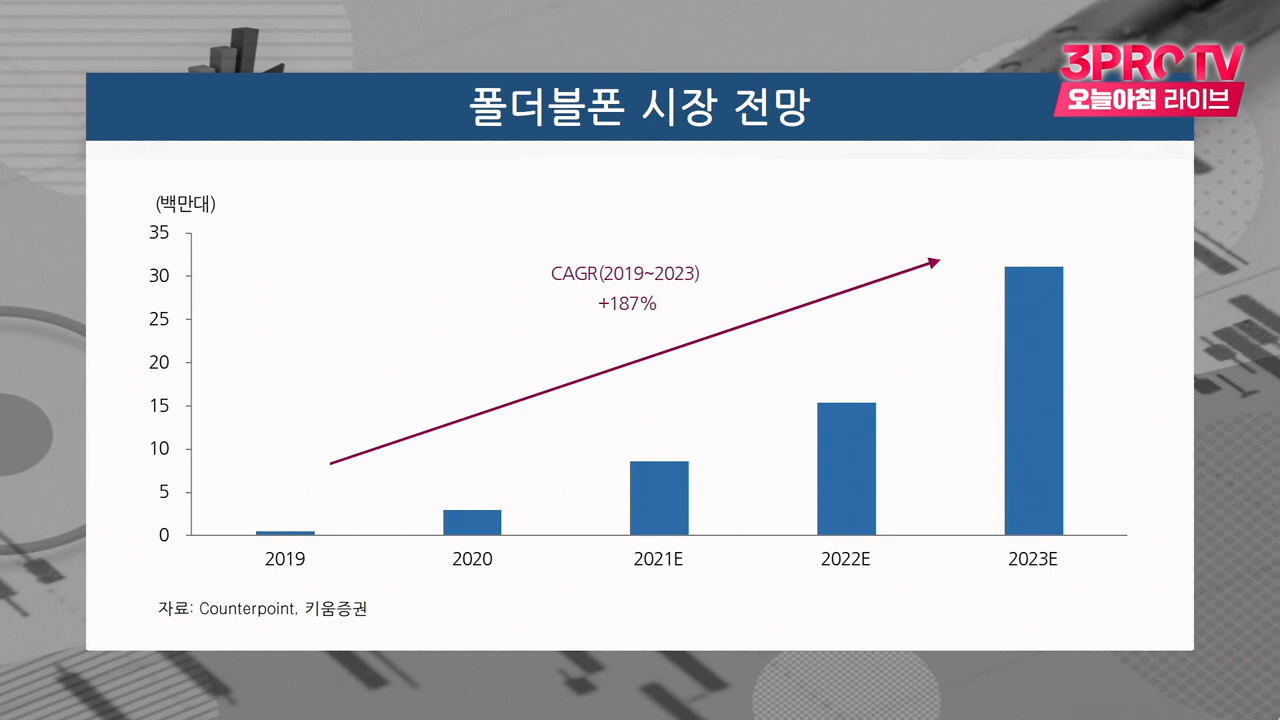 3PRO TV
오늘아침 라이브
폴더블폰 시장 전망
(백만대)
35
30
25
20
15
10
5
0
CAGR(2019~2023)
+187%
2019 2020 2021E 2022E 2023E
자료: Counterpoint, 키움증권